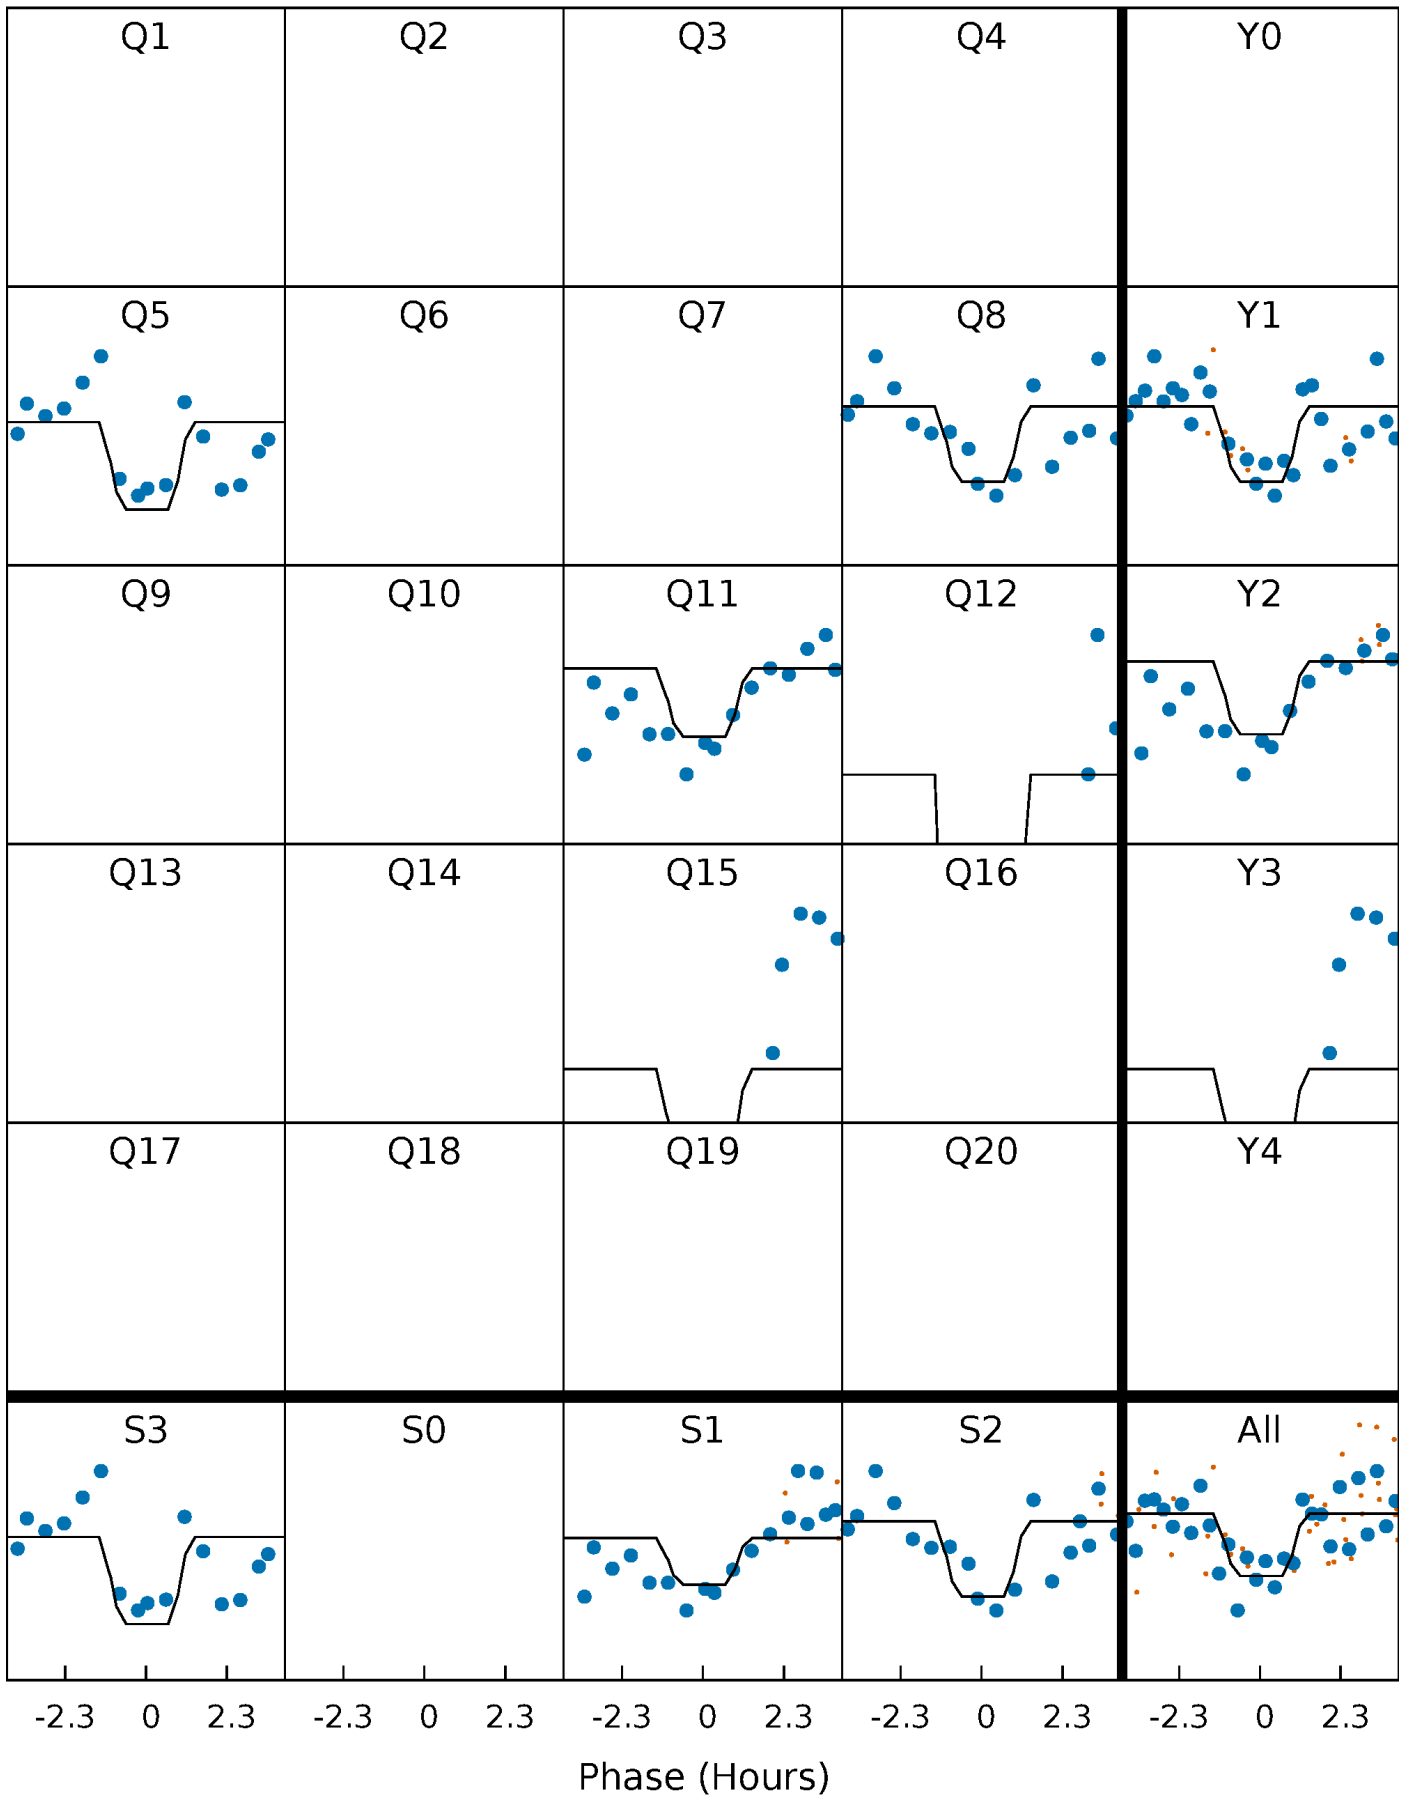 Q1 Q2 Q3 Q4 Y0
Q5 Q6 Q7 Q8 Y1
Q9 Q10 Q11 Q12 Y2
Q13 Q14 Q15 Q16 Y3
Q17 Q18 Q19 Q20 Y4
S3 S0 S1 S2 All
-2.3 0 2.3 -2.3 0 2.3 -2.3 0 2.3 -2.3 0 2.3 -2.3 0 2.3
Phase (Hours)